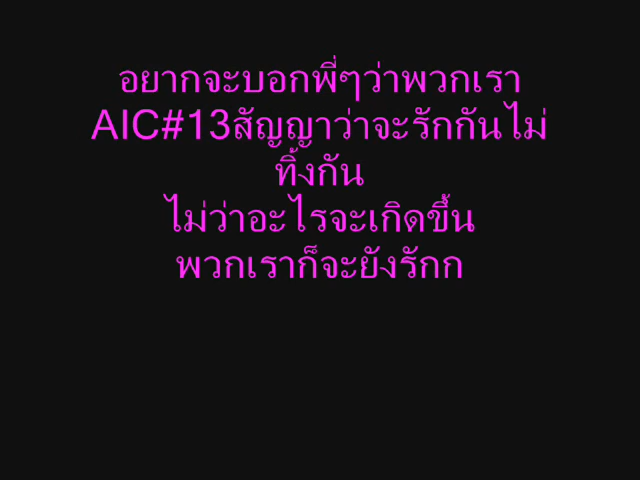 อยากจะบอกพี่ๆว่าพวกเรา
AIC#13สัญญาว่าจะรักกันไม่
ทิ้งกัน
ไม่ว่าอะไรจะเกิดขึ้น
พวกเราก็จะยังรักก